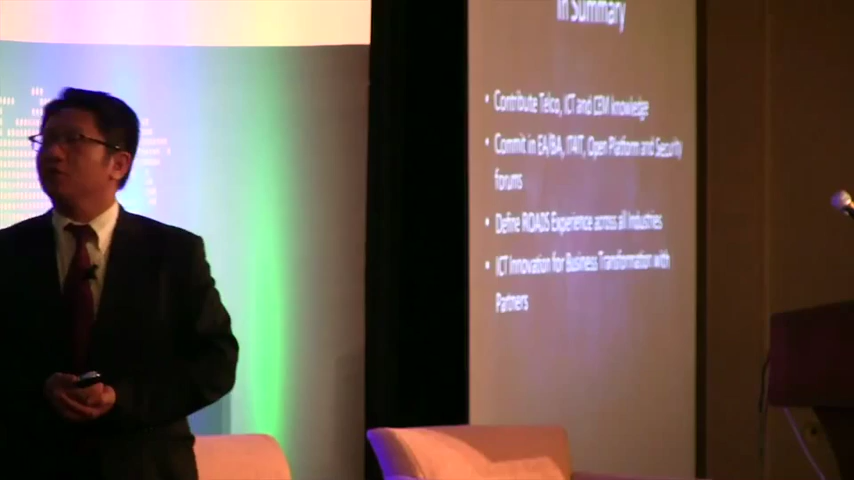 In Summary
• Contribute Telco, ICT and CEM knowledge
• Commit in EA/BA, IT4IT, Open Platform and Security
forums
• Define ROADS Experience across all Industries
• ICT Innovation for Business Transformation with
Partners